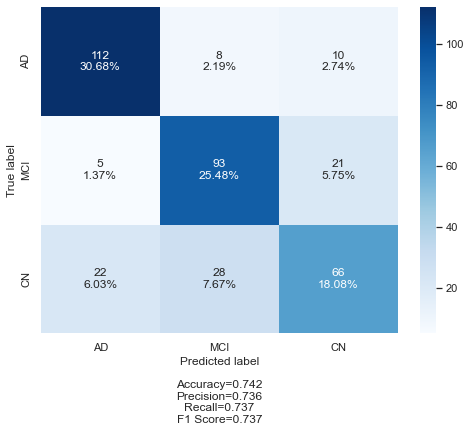 112 8 10
30.68% 2.19% 2.74%
AD
100
80
5 93 21
1.37% 25.48% 5.75%
MCI
True label
60
40
22 28 66
6.03% 7.67% 18.08%
CN
20
AD MCI CN
Predicted label
Accuracy=0.742
Precision=0.736
Recall=0.737
F1 Score=0.737